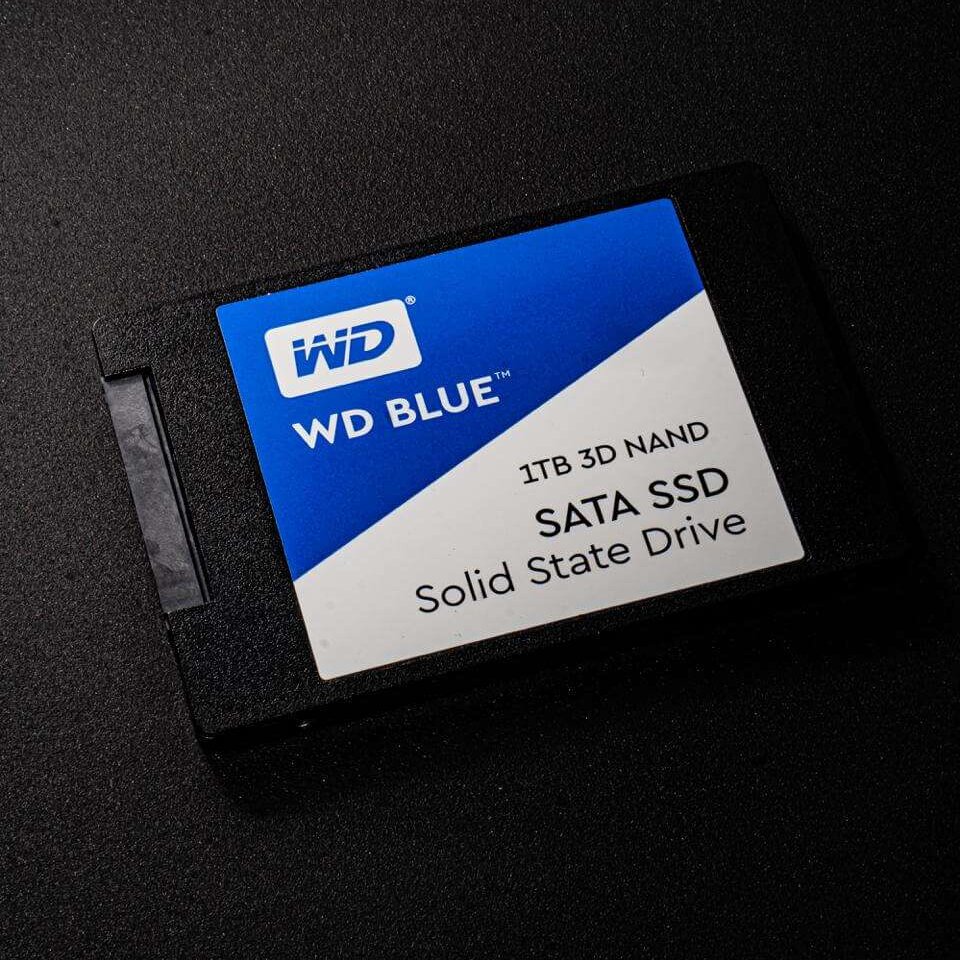 WD®
WD BLUE™
1TB 3D NAND
SATA SSD
Solid State Drive